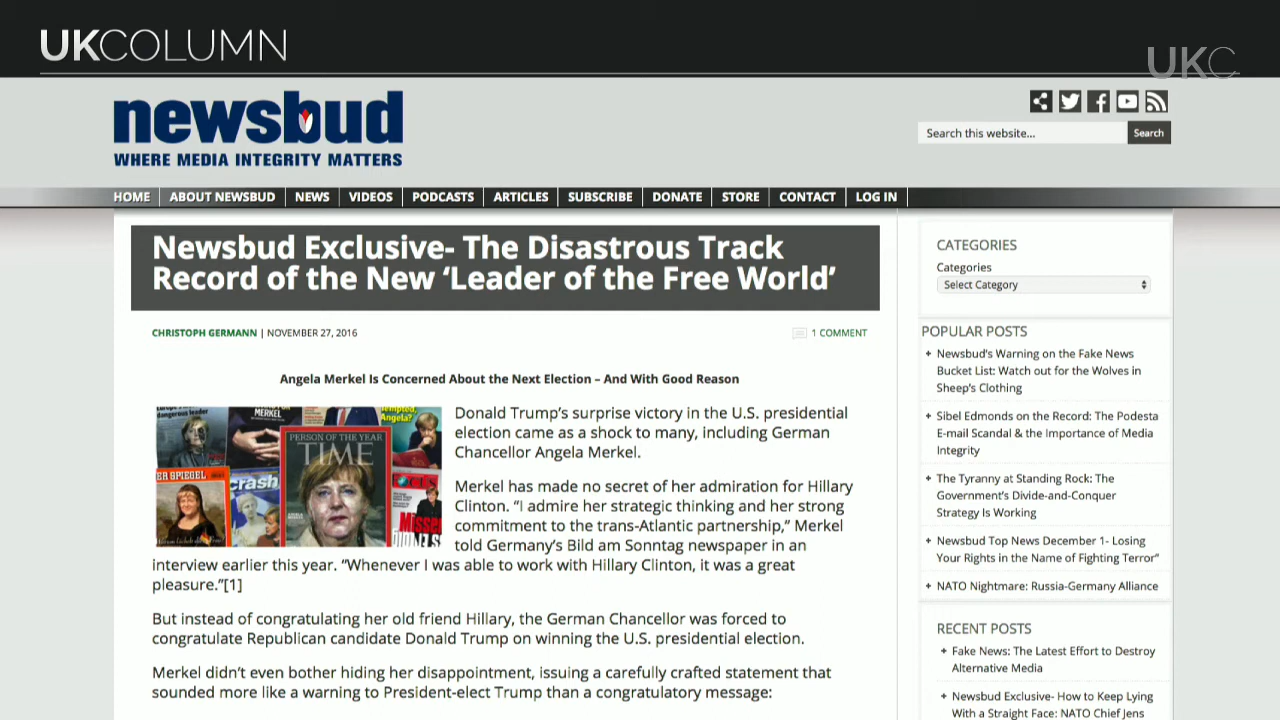 UKCOLUMN
UKC
newsbud
WHERE MEDIA INTEGRITY MATTERS
Search this website...
Search
HOME
ABOUT NEWSBUD
NEWS
VIDEOS
PODCASTS
ARTICLES
SUBSCRIBE
DONATE
STORE
CONTACT
LOG IN
Newsbud Exclusive- The Disastrous Track
Record of the New ‘Leader of the Free World’
CHRISTOPH GERMANN | NOVEMBER 27, 2016
1 COMMENT
Angela Merkel Is Concerned About the Next Election – And With Good Reason
dangerous leader
MERKEL
Angela?
PERSON OF THE YEAR
TIME
ER SPIEGEL
crash
Donald Trump’s surprise victory in the U.S. presidential
election came as a shock to many, including German
Chancellor Angela Merkel.
Merkel has made no secret of her admiration for Hillary
Clinton. “I admire her strategic thinking and her strong
commitment to the trans-Atlantic partnership,” Merkel
told Germany’s Bild am Sonntag newspaper in an
interview earlier this year. “Whenever I was able to work with Hillary Clinton, it was a great
pleasure.”[1]
But instead of congratulating her old friend Hillary, the German Chancellor was forced to
congratulate Republican candidate Donald Trump on winning the U.S. presidential election.
Merkel didn’t even bother hiding her disappointment, issuing a carefully crafted statement that
sounded more like a warning to President-elect Trump than a congratulatory message:
CATEGORIES
Categories
Select Category
POPULAR POSTS
Newsbud’s Warning on the Fake News
Bucket List: Watch out for the Wolves in
Sheep’s Clothing
Sibel Edmonds on the Record: The Podesta
E-mail Scandal & the Importance of Media
Integrity
The Tyranny at Standing Rock: The
Government’s Divide-and-Conquer
Strategy Is Working
Newsbud Top News December 1- Losing
Your Rights in the Name of Fighting Terror”
NATO Nightmare: Russia-Germany Alliance
RECENT POSTS
Fake News: The Latest Effort to Destroy
Alternative Media
Newsbud Exclusive- How to Keep Lying
With a Straight Face: NATO Chief Jens